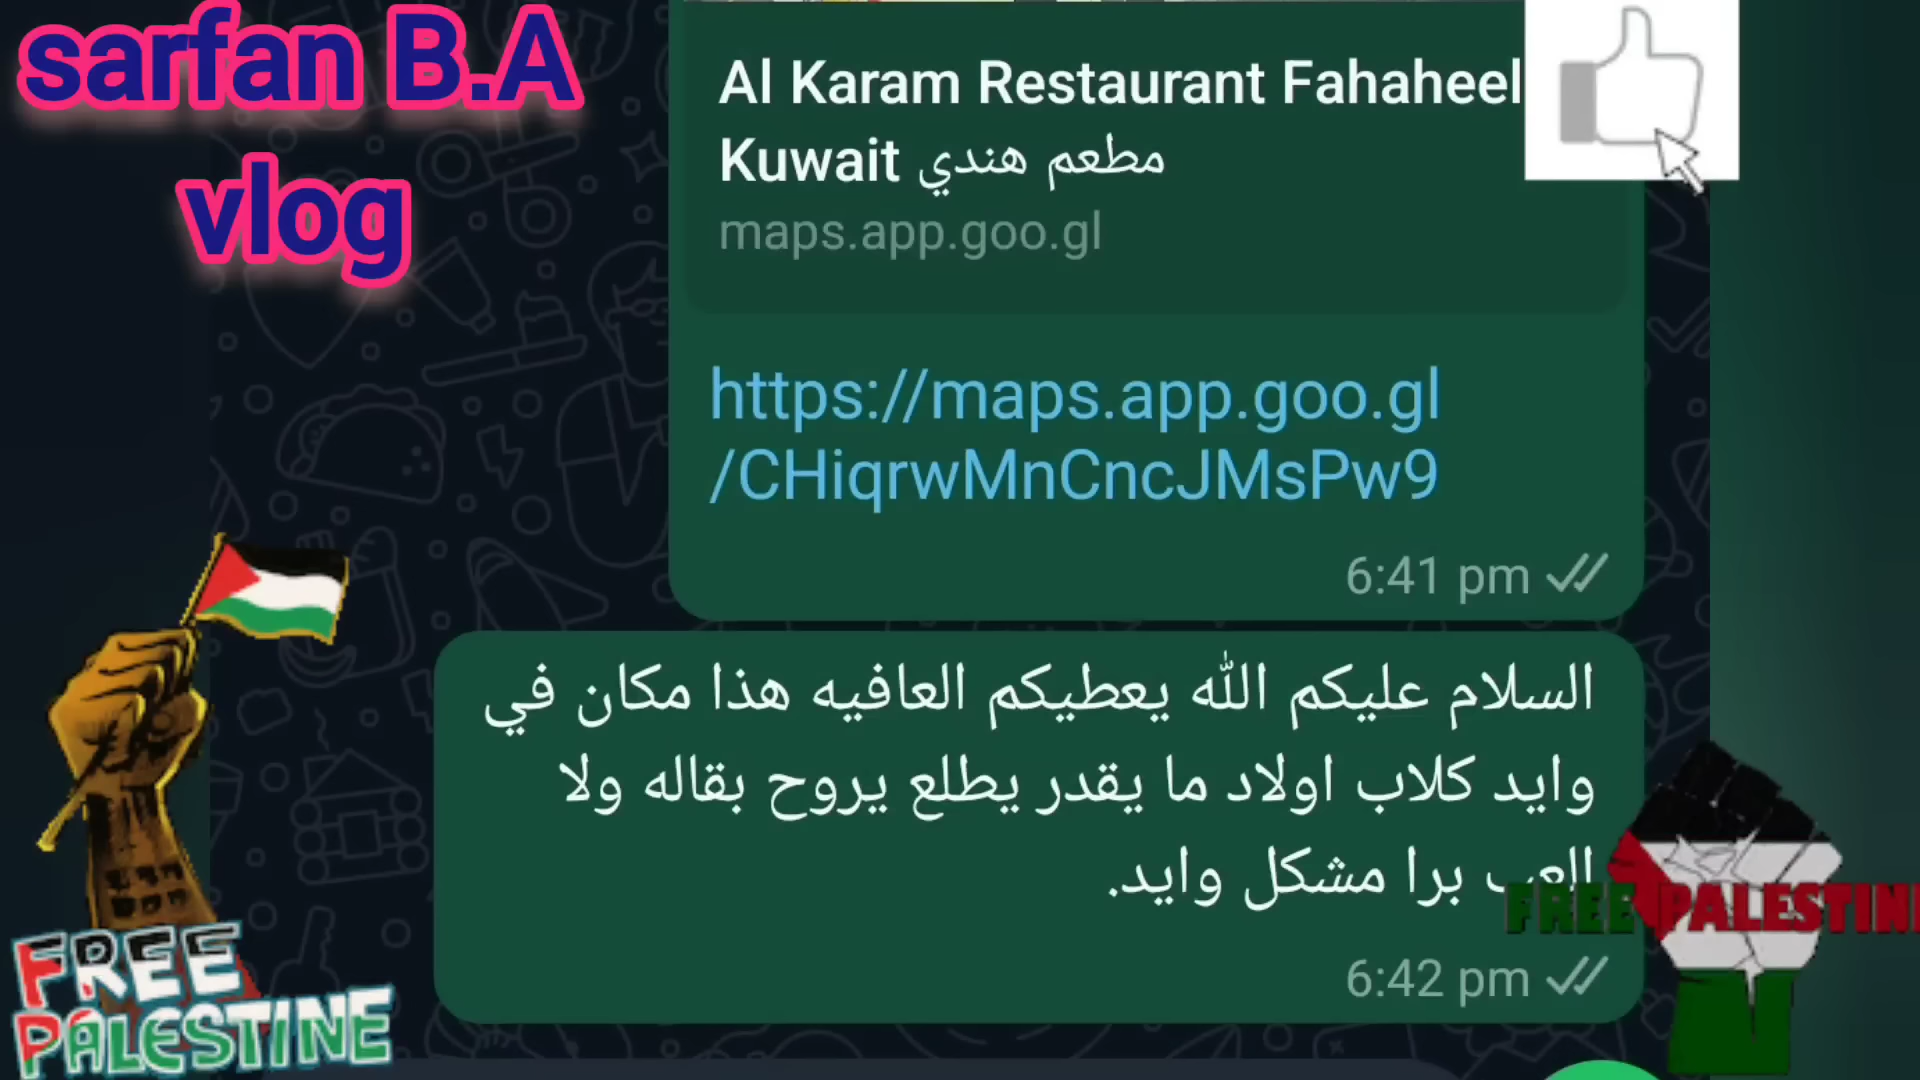 sarfan B.A
vlog
Al Karam Restaurant Fahaheel
Kuwait مطعم هندي
maps.app.goo.gl
https://maps.app.goo.gl
/CHiqrwMnCncJMsPw9
6:41 pm
السلام عليكم الله يعطيكم العافيه هذا مكان في
وايد كلاب اولاد ما يقدر يطلع يروح بقاله ولا
العب برا مشكل وايد.
6:42 pm
FREE
PALESTINE
FREE PALESTINE